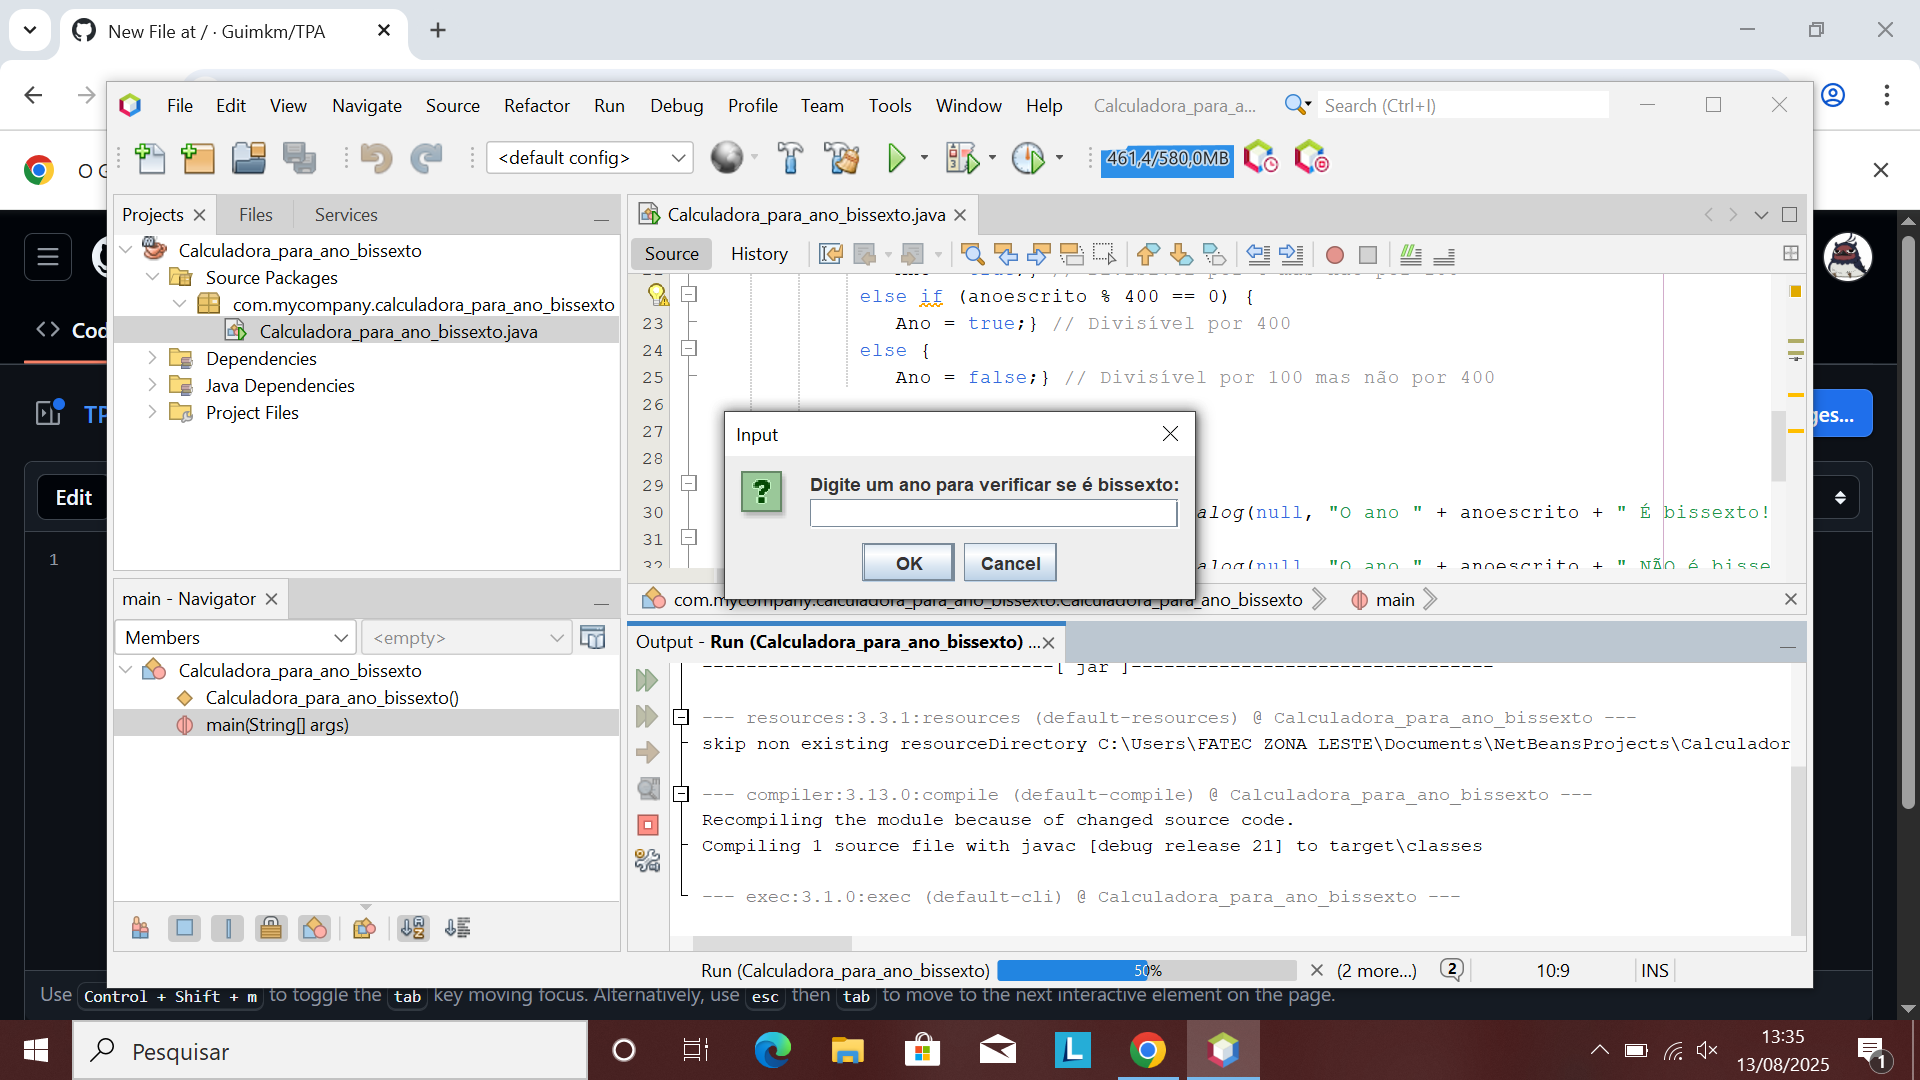 New File at / · Guimkm/TPA
File Edit View Navigate Source Refactor Run Debug Profile Team Tools Window Help Calculadora_para_a... Search (Ctrl+I)
<default config>
461,4/580,0MB
O G
Projects Files Services
Calculadora_para_ano_bissexto
Source Packages
com.mycompany.calculadora_para_ano_bissexto
Calculadora_para_ano_bissexto.java
Dependencies
Java Dependencies
Project Files
Cod
TP
Edit
1
ges...
Calculadora_para_ano_bissexto.java
Source History
else if (anoescrito % 400 == 0) {
23 Ano = true;} // Divisível por 400
24 else {
25 Ano = false;} // Divisível por 100 mas não por 400
26
27
28
29
30 alog(null, "O ano " + anoescrito + " É bissexto!
31
32 alog(null, "O ano " + anoescrito + " NÃO é bisse
Input
Digite um ano para verificar se é bissexto:
OK Cancel
com.mycompany.calculadora_para_ano_bissexto.Calculadora_para_ano_bissexto main
main - Navigator
Members <empty>
Calculadora_para_ano_bissexto
Calculadora_para_ano_bissexto()
main(String[] args)
Output - Run (Calculadora_para_ano_bissexto) ...
--------------------------------[ jar ]---------------------------------
--- resources:3.3.1:resources (default-resources) @ Calculadora_para_ano_bissexto ---
skip non existing resourceDirectory C:\Users\FATEC ZONA LESTE\Documents\NetBeansProjects\Calculador
--- compiler:3.13.0:compile (default-compile) @ Calculadora_para_ano_bissexto ---
Recompiling the module because of changed source code.
Compiling 1 source file with javac [debug release 21] to target\classes
--- exec:3.1.0:exec (default-cli) @ Calculadora_para_ano_bissexto ---
Run (Calculadora_para_ano_bissexto) 50% (2 more...) 2 10:9 INS
Use Control + Shift + m to toggle the tab key moving focus. Alternatively, use esc then tab to move to the next interactive element on the page.
Pesquisar
13:35
13/08/2025
1